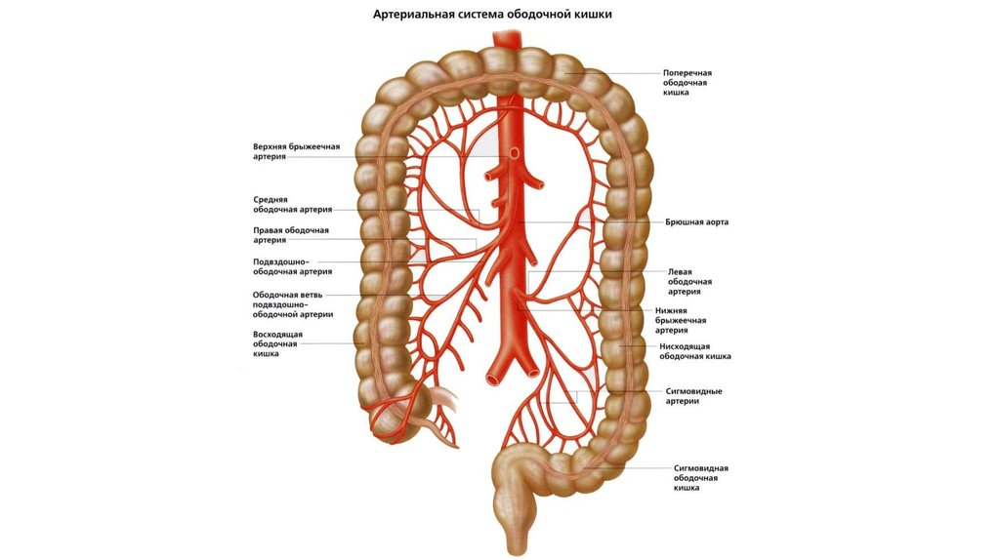 Артериальная система ободочной кишки
Поперечная
ободочная
кишка
Верхняя брыжеечная
артерия
Средняя
ободочная артерия
Правая ободочная
артерия
Подвздошно-
ободочная артерия
Ободочная ветвь
подвздошно-
ободочной артерии
Восходящая
ободочная
кишка
Брюшная аорта
Левая
ободочная
артерия
Нижняя
брыжеечная
артерия
Нисходящая
ободочная кишка
Сигмовидные
артерии
Сигмовидная
ободочная
кишка